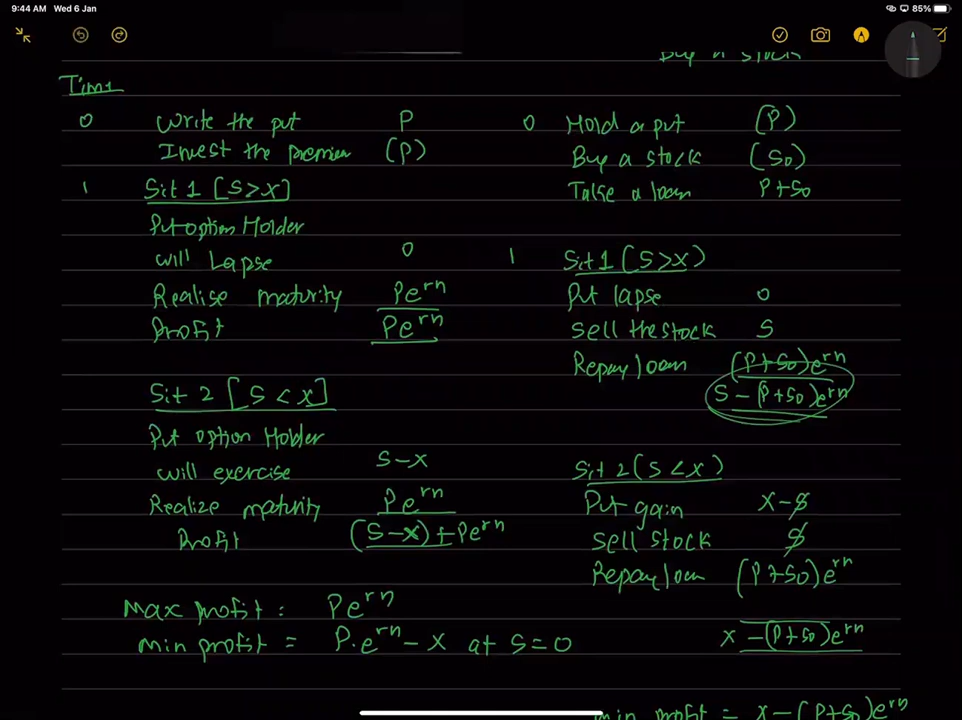 9:44 AM Wed 6 Jan
85%
Buy a stock
Time
0 Write the put P
Invest the premium (P)
1 Sit 1 [S>X]
Put option Holder
will Lapse 0
Realise maturity Pe^rn
Profit Pe^rn
Sit 2 [S<X]
Put option Holder
will exercise S-X
Realize maturity Pe^rn
Profit (S-X)+Pe^rn
Max profit = Pe^rn
min profit = P.e^rn - X at S=0
0 Hold a put (P)
Buy a stock (S0)
Take a loan P+S0
1 Sit 1 (S>X)
Put lapse 0
Sell the stock S
Repay loan (P+S0)e^rn
S-(P+S0)e^rn
Sit 2 (S<X)
Put gain X-S
Sell stock S
Repay loan (P+S0)e^rn
X-(P+S0)e^rn
min profit = X-(P+S0)e^rn